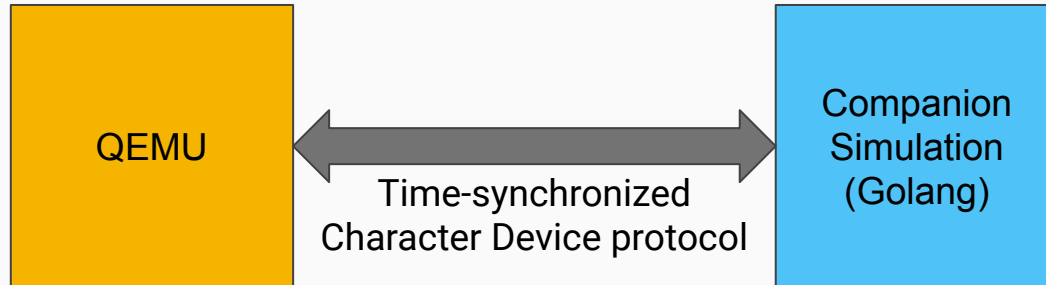 QEMU
Time-synchronized
Character Device protocol
Companion
Simulation
(Golang)